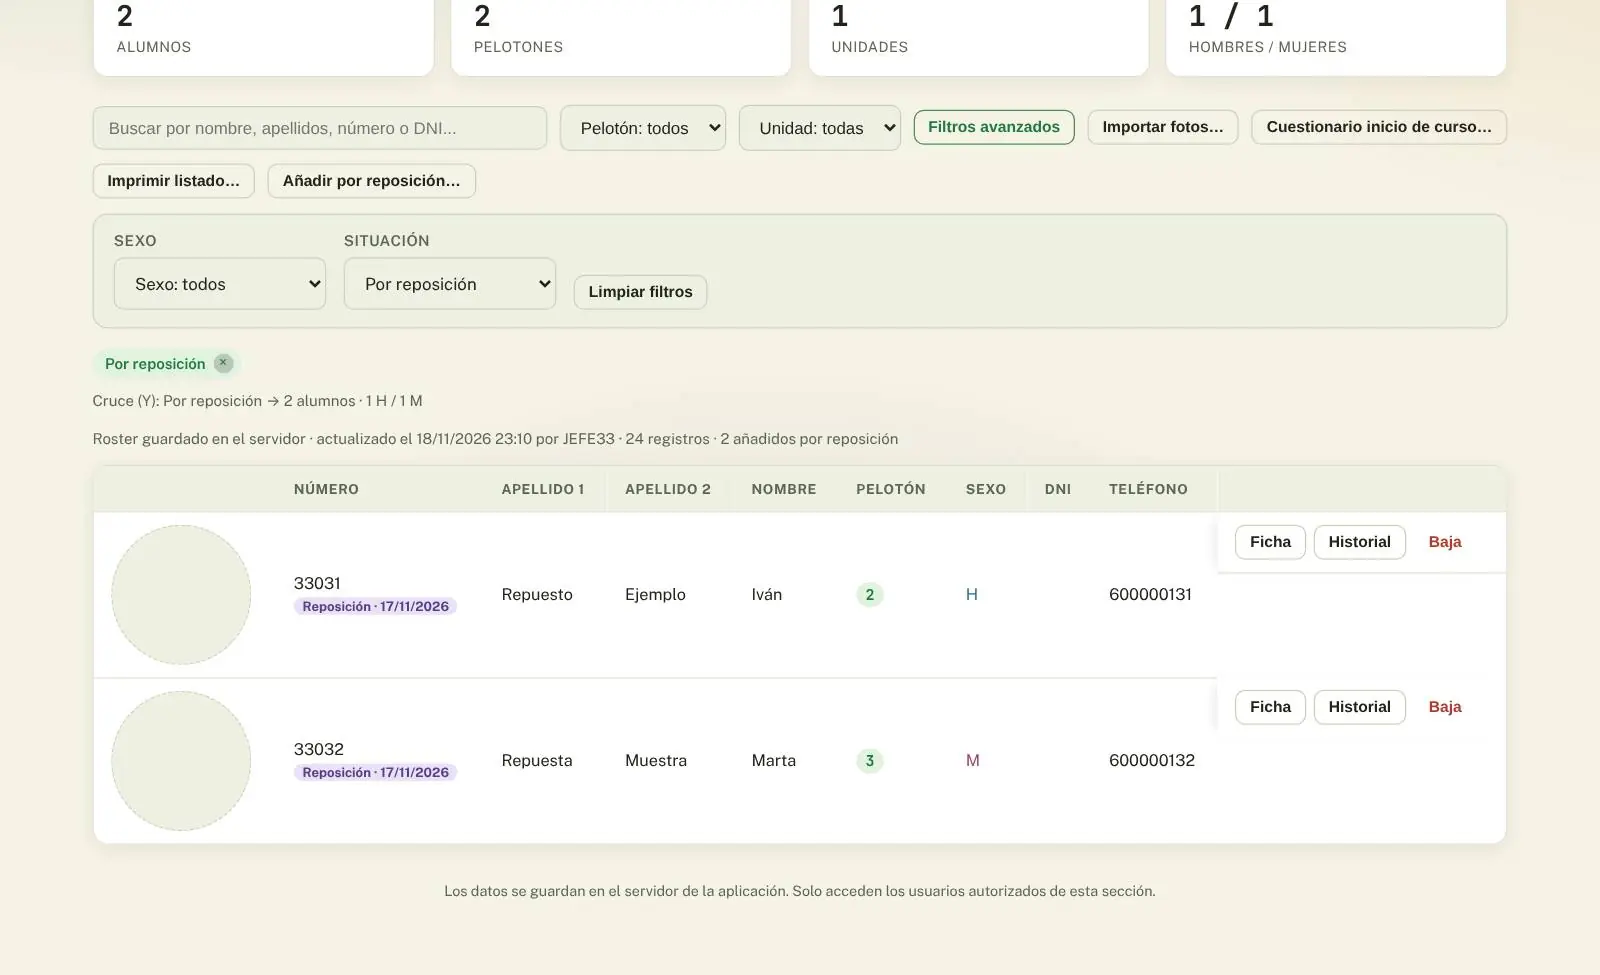 2
ALUMNOS
2
PELOTONES
1
UNIDADES
1 / 1
HOMBRES / MUJERES
Buscar por nombre, apellidos, número o DNI...
Pelotón: todos
Unidad: todas
Filtros avanzados
Importar fotos...
Cuestionario inicio de curso...
Imprimir listado...
Añadir por reposición...
SEXO
SITUACIÓN
Sexo: todos
Por reposición
Limpiar filtros
Por reposición ×
Cruce (Y): Por reposición → 2 alumnos · 1 H / 1 M
Roster guardado en el servidor · actualizado el 18/11/2026 23:10 por JEFE33 · 24 registros · 2 añadidos por reposición
NÚMERO APELLIDO 1 APELLIDO 2 NOMBRE PELOTÓN SEXO DNI TELÉFONO
33031 Repuesto Ejemplo Iván 2 H 600000131 Ficha Historial Baja
Reposición · 17/11/2026
33032 Repuesta Muestra Marta 3 M 600000132 Ficha Historial Baja
Reposición · 17/11/2026
Los datos se guardan en el servidor de la aplicación. Solo acceden los usuarios autorizados de esta sección.